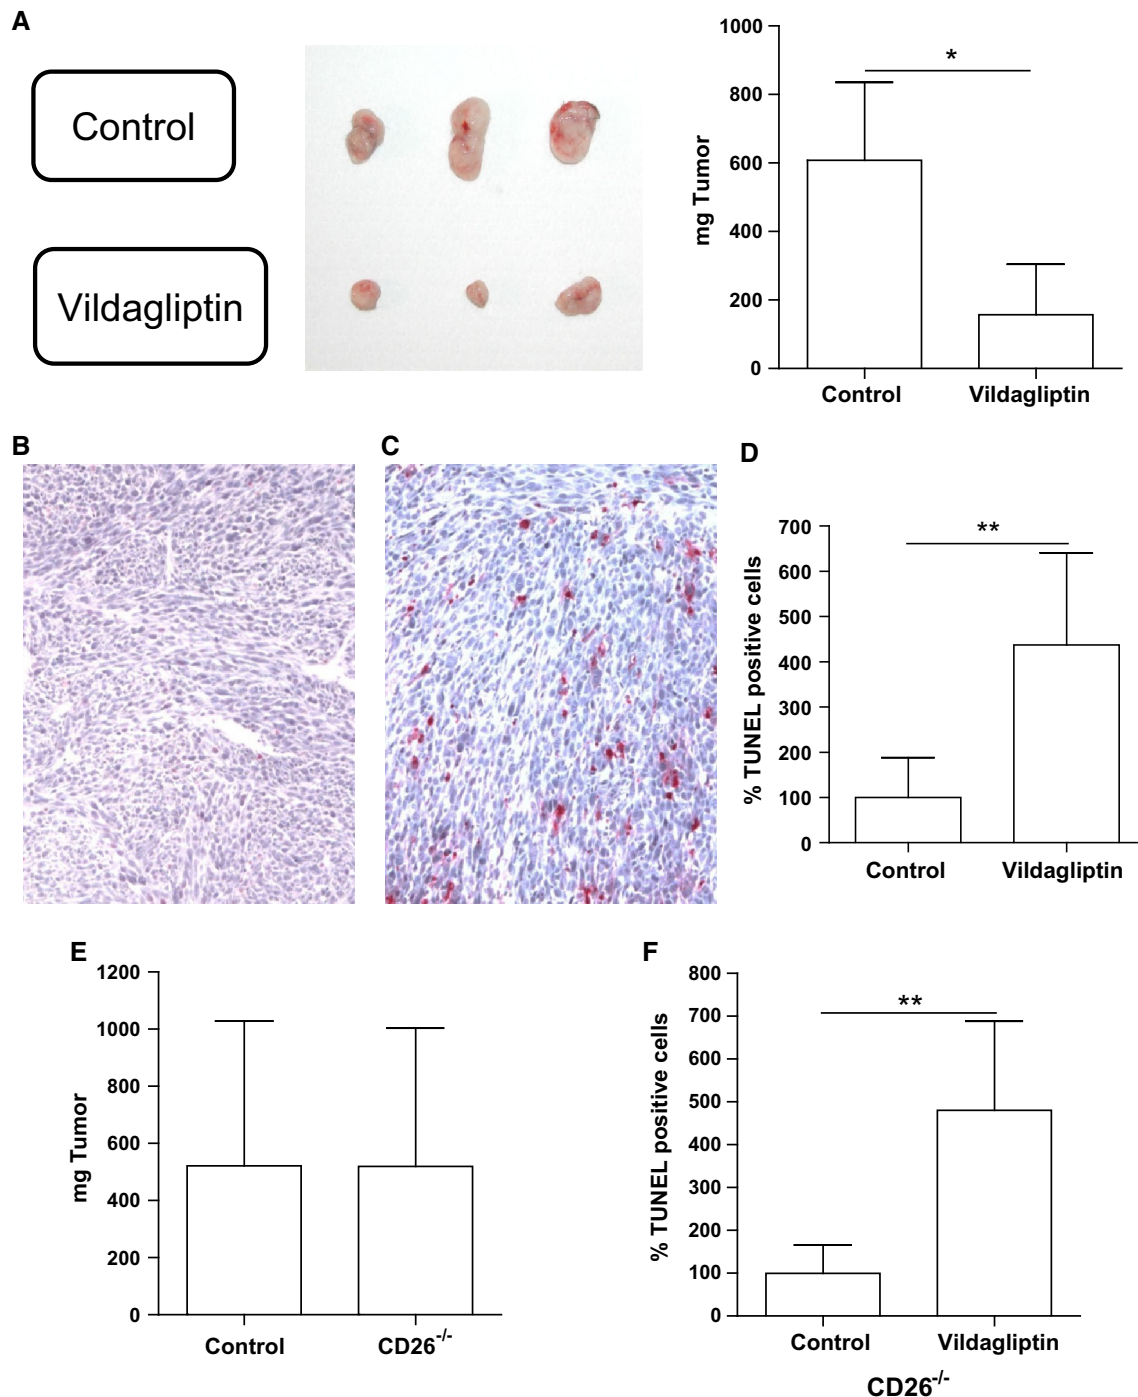 A
Control
Vildagliptin
mg Tumor
1000
800
600
400
200
0
*
Control Vildagliptin
B
C
D
% TUNEL positive cells
700
600
500
400
300
200
100
0
**
Control Vildagliptin
E
mg Tumor
1200
1000
800
600
400
200
0
Control CD26-/-
F
% TUNEL positive cells
800
700
600
500
400
300
200
100
0
**
Control Vildagliptin
CD26-/-